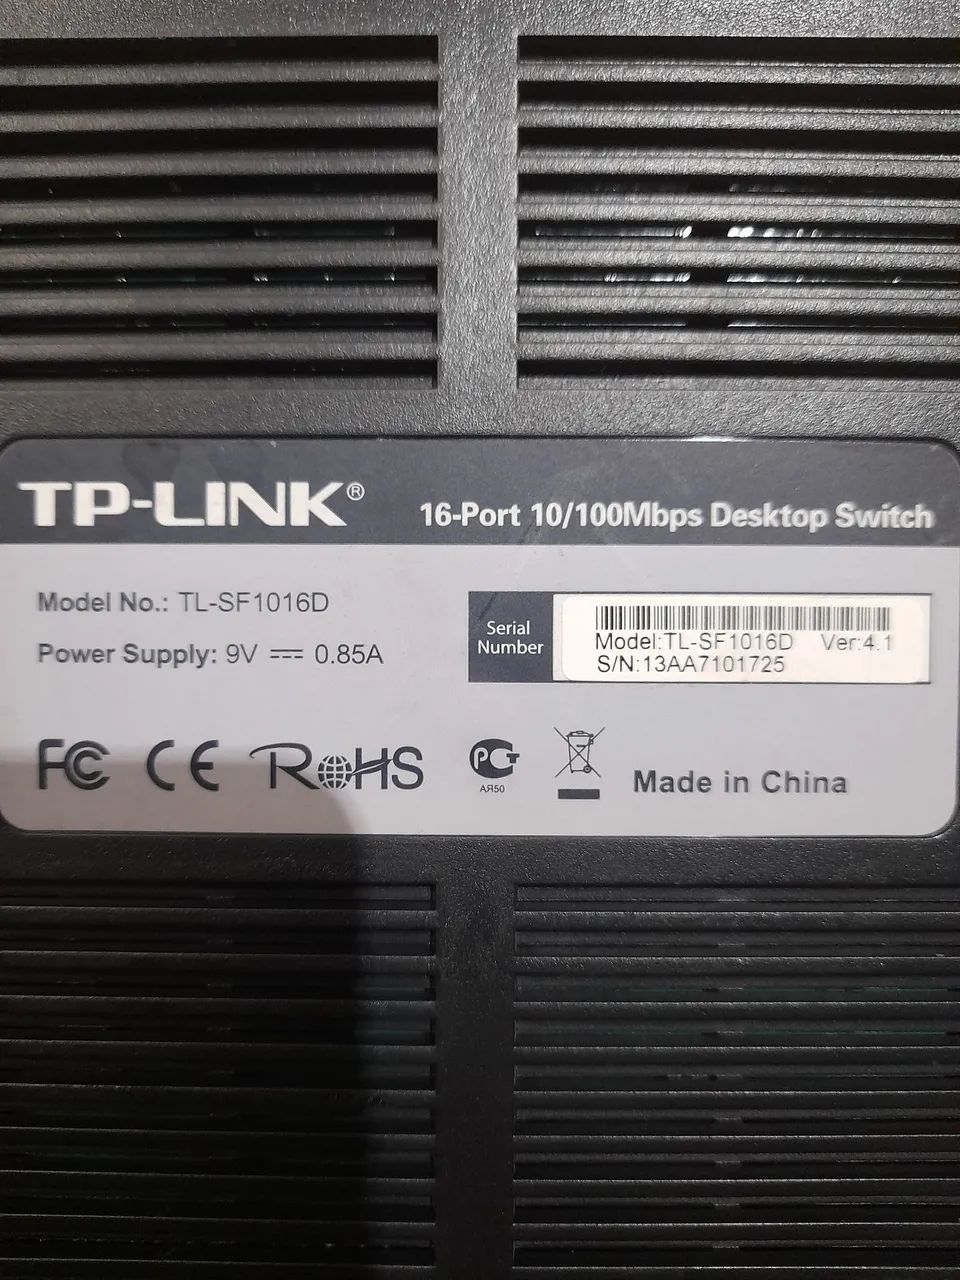 TP-LINK®
16-Port 10/100Mbps Desktop Switch
Model No.: TL-SF1016D
Power Supply: 9V ⎓ 0.85A
Serial
Number
Model:TL-SF1016D Ver:4.1
S/N:13AA7101725
FC CE RoHS
РСТ
АЯ50
Made in China